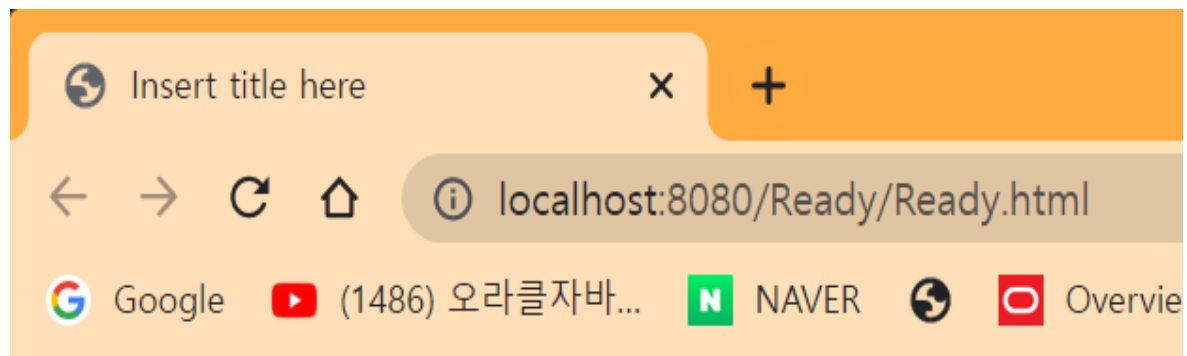 Insert title here
localhost:8080/Ready/Ready.html
Google (1486) 오라클자바... NAVER Overvie